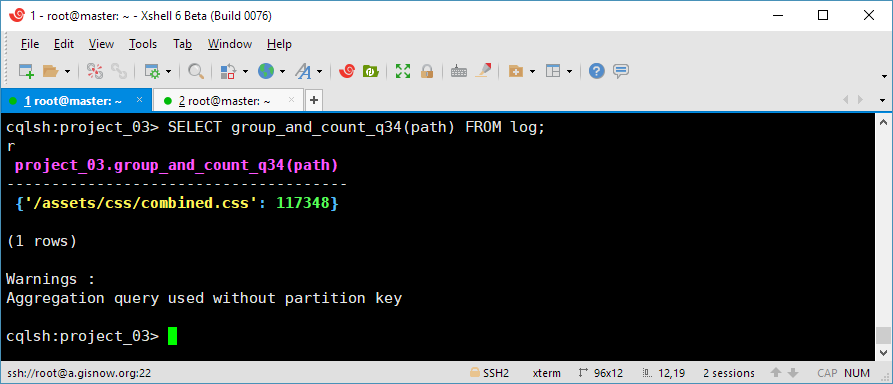 1 - root@master: ~ - Xshell 6 Beta (Build 0076)
File Edit View Tools Tab Window Help
1 root@master: ~ × 2 root@master: ~ × +
cqlsh:project_03> SELECT group_and_count_q34(path) FROM log;
r
project_03.group_and_count_q34(path)
--------------------------------------
{'/assets/css/combined.css': 117348}
(1 rows)
Warnings :
Aggregation query used without partition key
cqlsh:project_03>
ssh://root@a.gisnow.org:22 SSH2 xterm 96x12 12,19 2 sessions CAP NUM